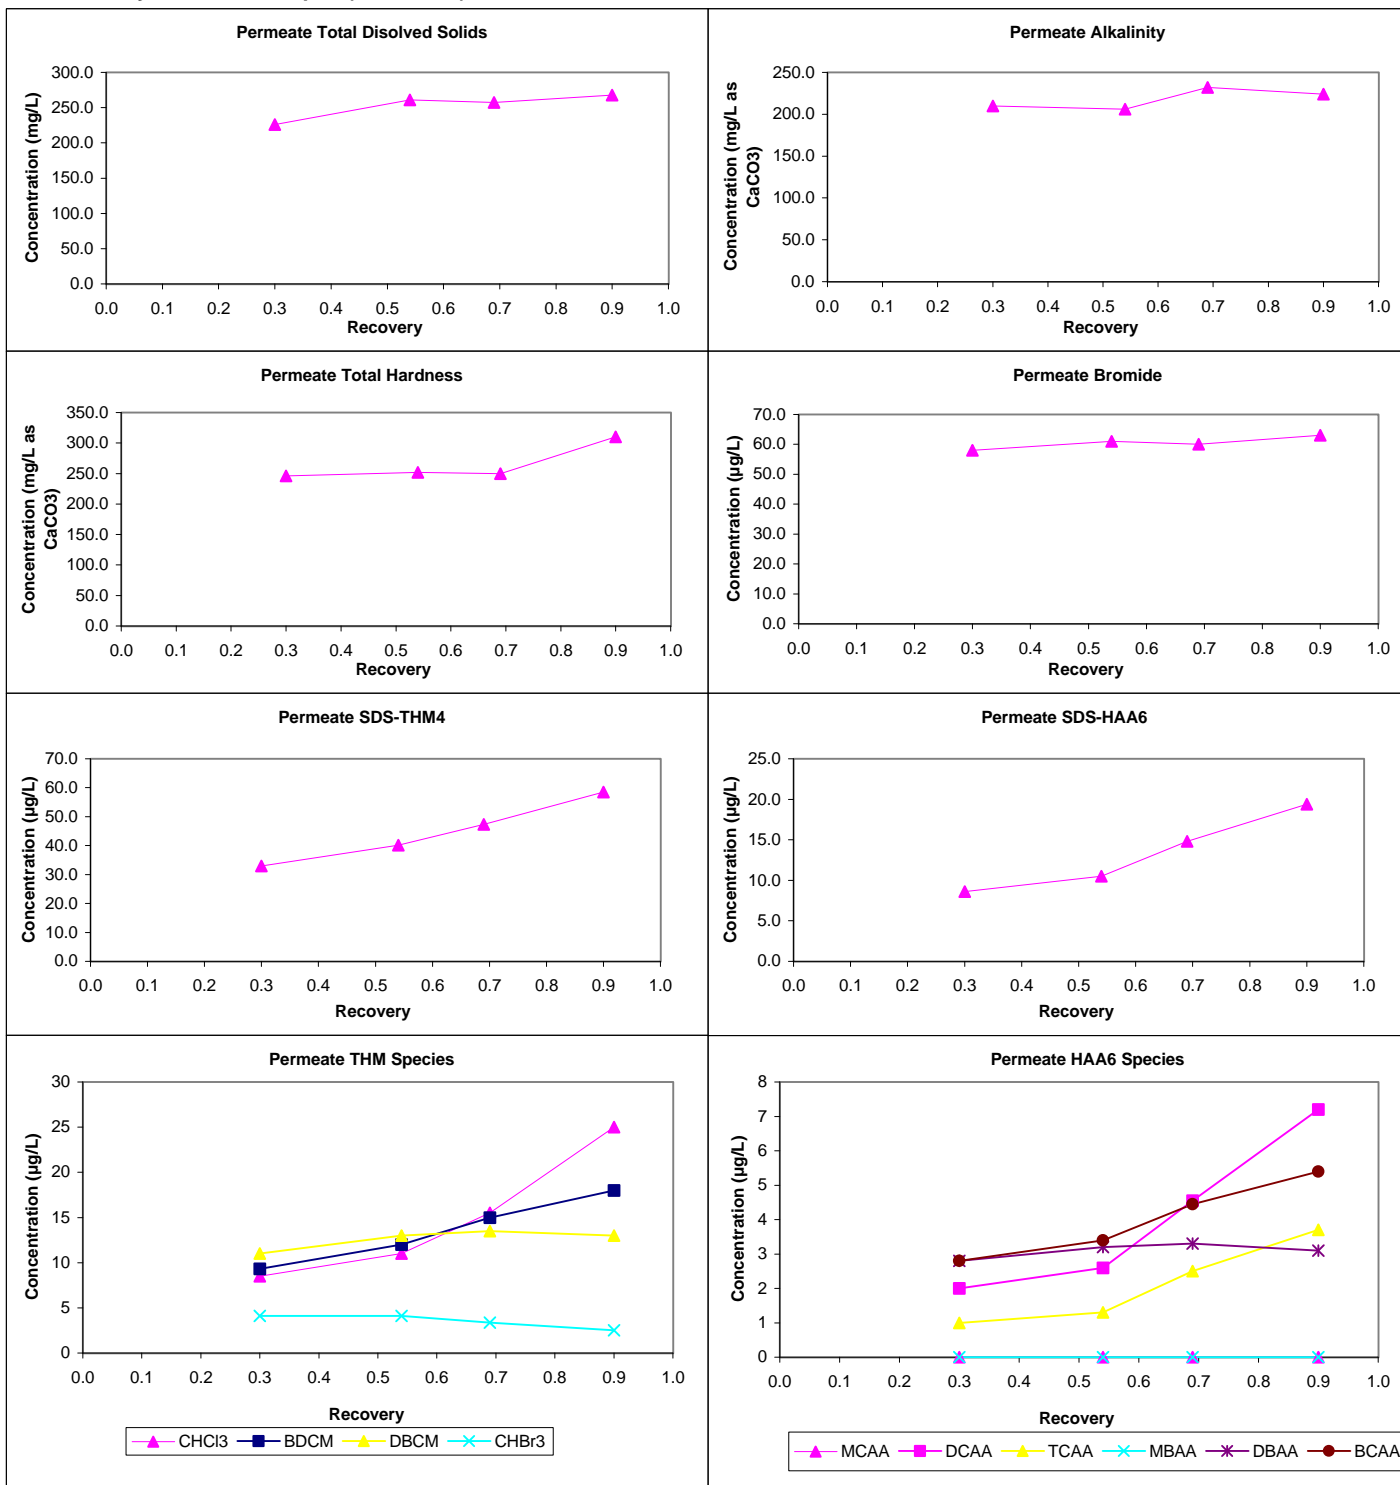 Permeate Total Disolved Solids
Concentration (mg/L)
300.0
250.0
200.0
150.0
100.0
50.0
0.0
0.0 0.1 0.2 0.3 0.4 0.5 0.6 0.7 0.8 0.9 1.0
Recovery
Permeate Alkalinity
Concentration (mg/L as
CaCO3)
250.0
200.0
150.0
100.0
50.0
0.0
0.0 0.1 0.2 0.3 0.4 0.5 0.6 0.7 0.8 0.9 1.0
Recovery
Permeate Total Hardness
Concentration (mg/L as
CaCO3)
350.0
300.0
250.0
200.0
150.0
100.0
50.0
0.0
0.0 0.1 0.2 0.3 0.4 0.5 0.6 0.7 0.8 0.9 1.0
Recovery
Permeate Bromide
Concentration (µg/L)
70.0
60.0
50.0
40.0
30.0
20.0
10.0
0.0
0.0 0.1 0.2 0.3 0.4 0.5 0.6 0.7 0.8 0.9 1.0
Recovery
Permeate SDS-THM4
Concentration (µg/L)
70.0
60.0
50.0
40.0
30.0
20.0
10.0
0.0
0.0 0.1 0.2 0.3 0.4 0.5 0.6 0.7 0.8 0.9 1.0
Recovery
Permeate SDS-HAA6
Concentration (µg/L)
25.0
20.0
15.0
10.0
5.0
0.0
0.0 0.1 0.2 0.3 0.4 0.5 0.6 0.7 0.8 0.9 1.0
Recovery
Permeate THM Species
Concentration (µg/L)
30
25
20
15
10
5
0
0.0 0.1 0.2 0.3 0.4 0.5 0.6 0.7 0.8 0.9 1.0
Recovery
CHCl3 BDCM DBCM CHBr3
Permeate HAA6 Species
Concentration (µg/L)
8
7
6
5
4
3
2
1
0
0.0 0.1 0.2 0.3 0.4 0.5 0.6 0.7 0.8 0.9 1.0
Recovery
MCAA DCAA TCAA MBAA DBAA BCAA